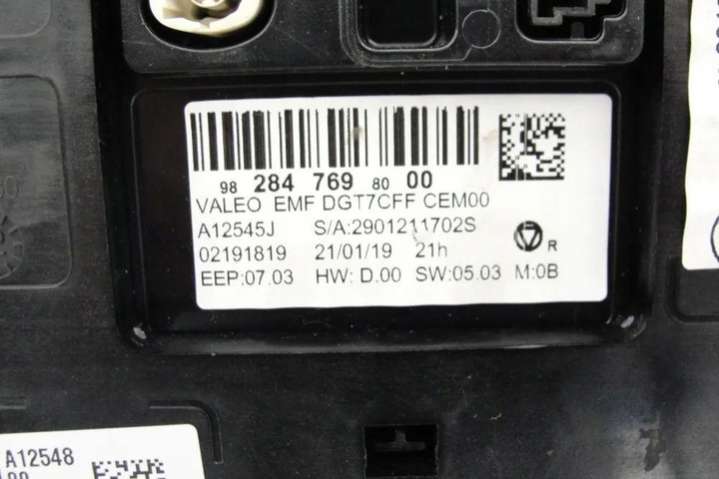 98 284 769 80 00
VALEO EMF DGT7CFF CEM00
A12545J S/A:2901211702S
02191819 21/01/19 21h R
EEP:07.03 HW: D.00 SW:05.03 M:0B
A12548